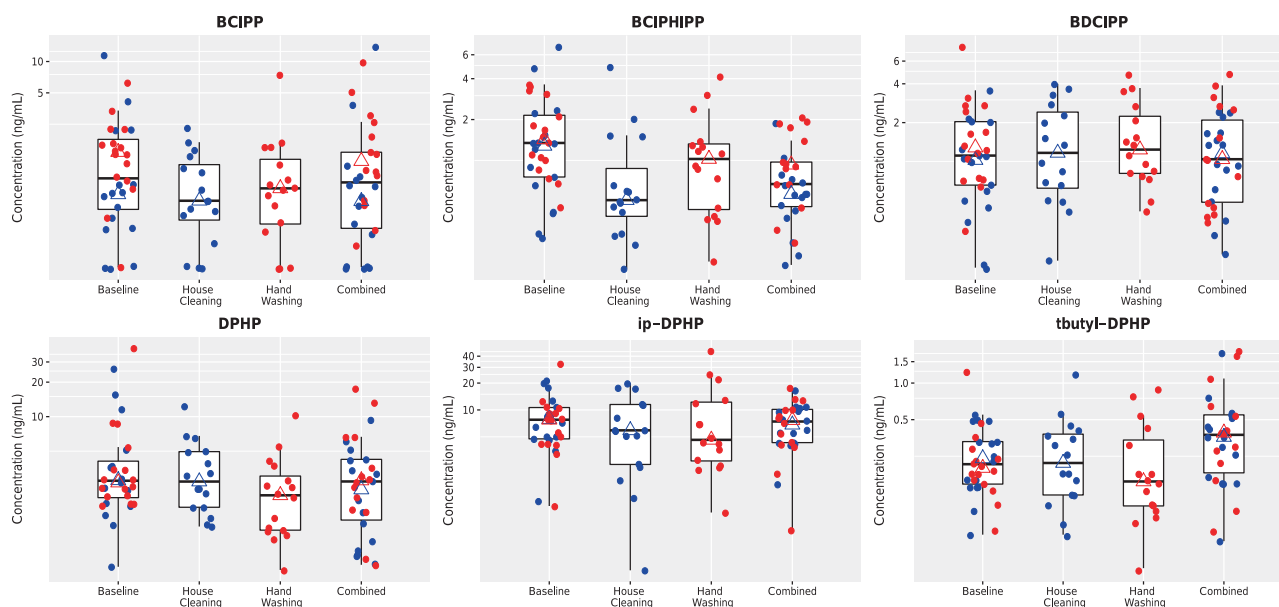 BCIPP
BCIPHIPP
BDCIPP
Concentration (ng/mL)
10
5
Baseline
House
Cleaning
Hand
Washing
Combined
Concentration (ng/mL)
6
4
2
Baseline
House
Cleaning
Hand
Washing
Combined
Concentration (ng/mL)
6
4
2
Baseline
House
Cleaning
Hand
Washing
Combined
DPHP
ip-DPHP
tbutyl-DPHP
Concentration (ng/mL)
30
20
10
Baseline
House
Cleaning
Hand
Washing
Combined
Concentration (ng/mL)
40
30
20
10
Baseline
House
Cleaning
Hand
Washing
Combined
Concentration (ng/mL)
1.5
1.0
0.5
Baseline
House
Cleaning
Hand
Washing
Combined